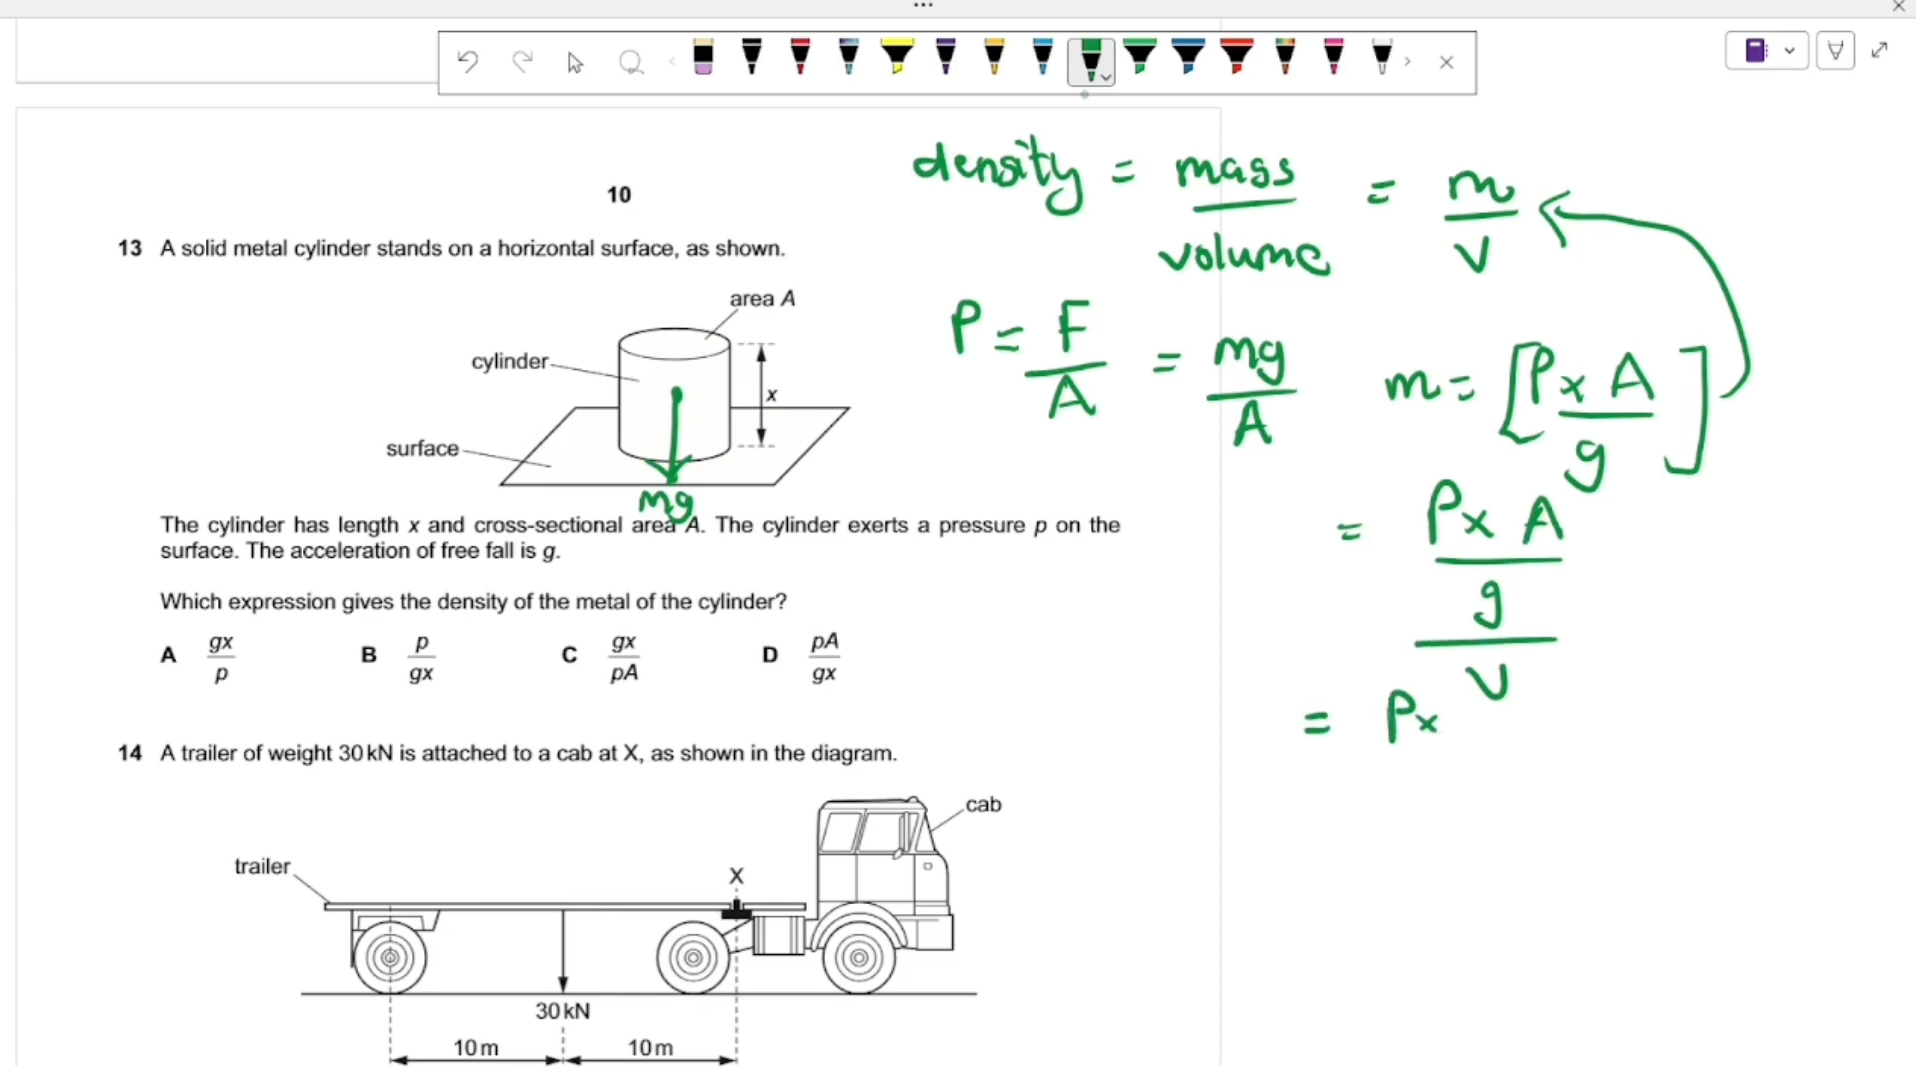 ...
10
density = mass / volume = m / v
13 A solid metal cylinder stands on a horizontal surface, as shown.
area A
cylinder
x
surface
mg
P = F / A = mg / A
m = [P x A / g]
= P x A / g / v
= P x
The cylinder has length x and cross-sectional area A. The cylinder exerts a pressure p on the
surface. The acceleration of free fall is g.
Which expression gives the density of the metal of the cylinder?
A gx / p B p / gx C gx / pA D pA / gx
14 A trailer of weight 30 kN is attached to a cab at X, as shown in the diagram.
cab
trailer
X
30 kN
10 m 10 m